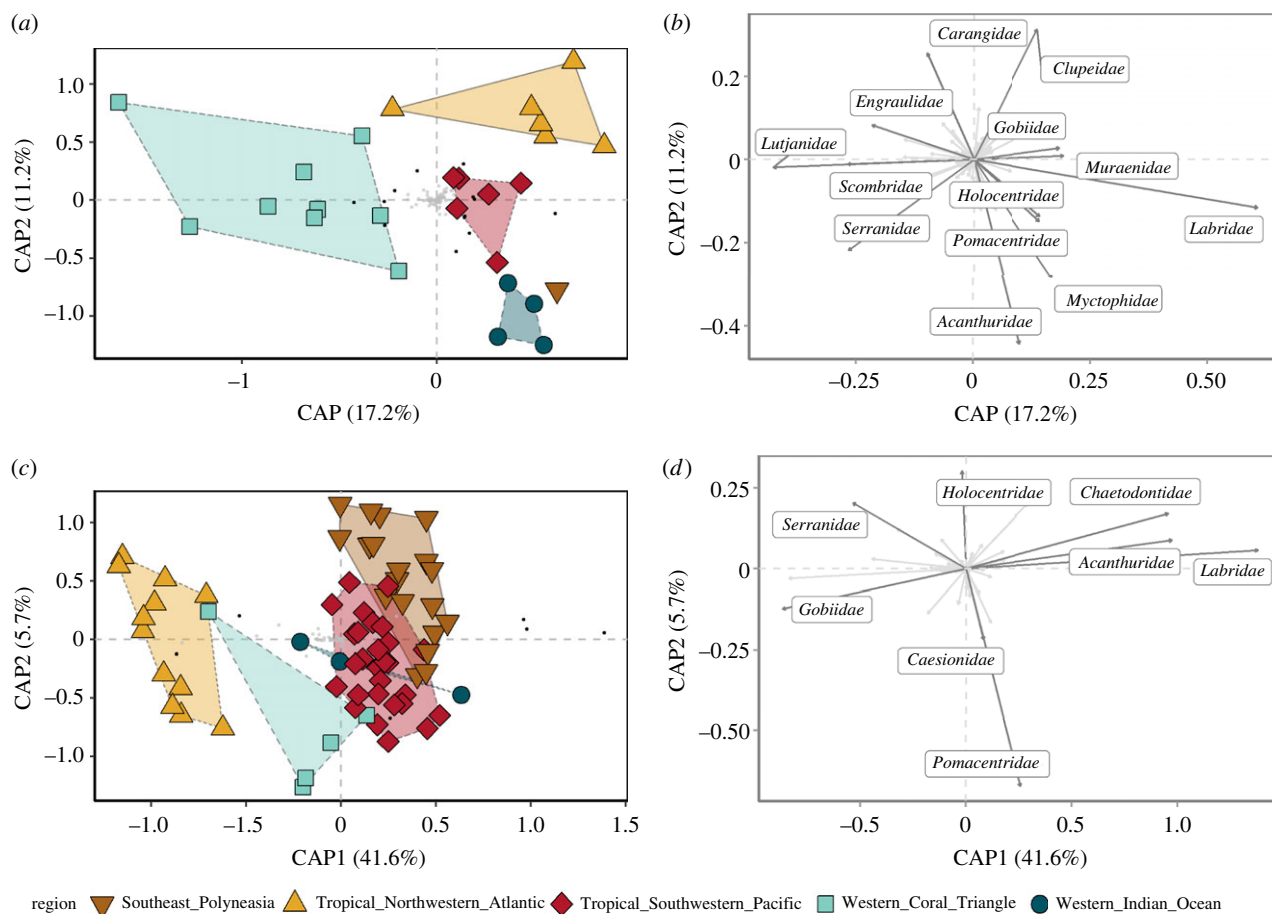 (a)
(b)
1.0
0.5
0
−0.5
−1.0
CAP2 (11.2%)
−1
0
CAP (17.2%)
0.2
0
−0.2
−0.4
CAP2 (11.2%)
Carangidae
Clupeidae
Engraulidae
Gobiidae
Lutjanidae
Muraenidae
Scombridae
Holocentridae
Serranidae
Labridae
Pomacentridae
Myctophidae
Acanthuridae
−0.25
0
0.25
0.50
CAP (17.2%)
(c)
(d)
1.0
0.5
0
−0.5
−1.0
CAP2 (5.7%)
−1.0
−1.5
0
0.5
1.0
1.5
CAP1 (41.6%)
0.25
0
−0.25
−0.50
CAP2 (5.7%)
Holocentridae
Chaetodontidae
Serranidae
Acanthuridae
Labridae
Gobiidae
Caesionidae
Pomacentridae
−0.5
0
0.5
1.0
CAP1 (41.6%)
region Southeast_Polyneasia Tropical_Northwestern_Atlantic Tropical_Southwestern_Pacific Western_Coral_Triangle Western_Indian_Ocean